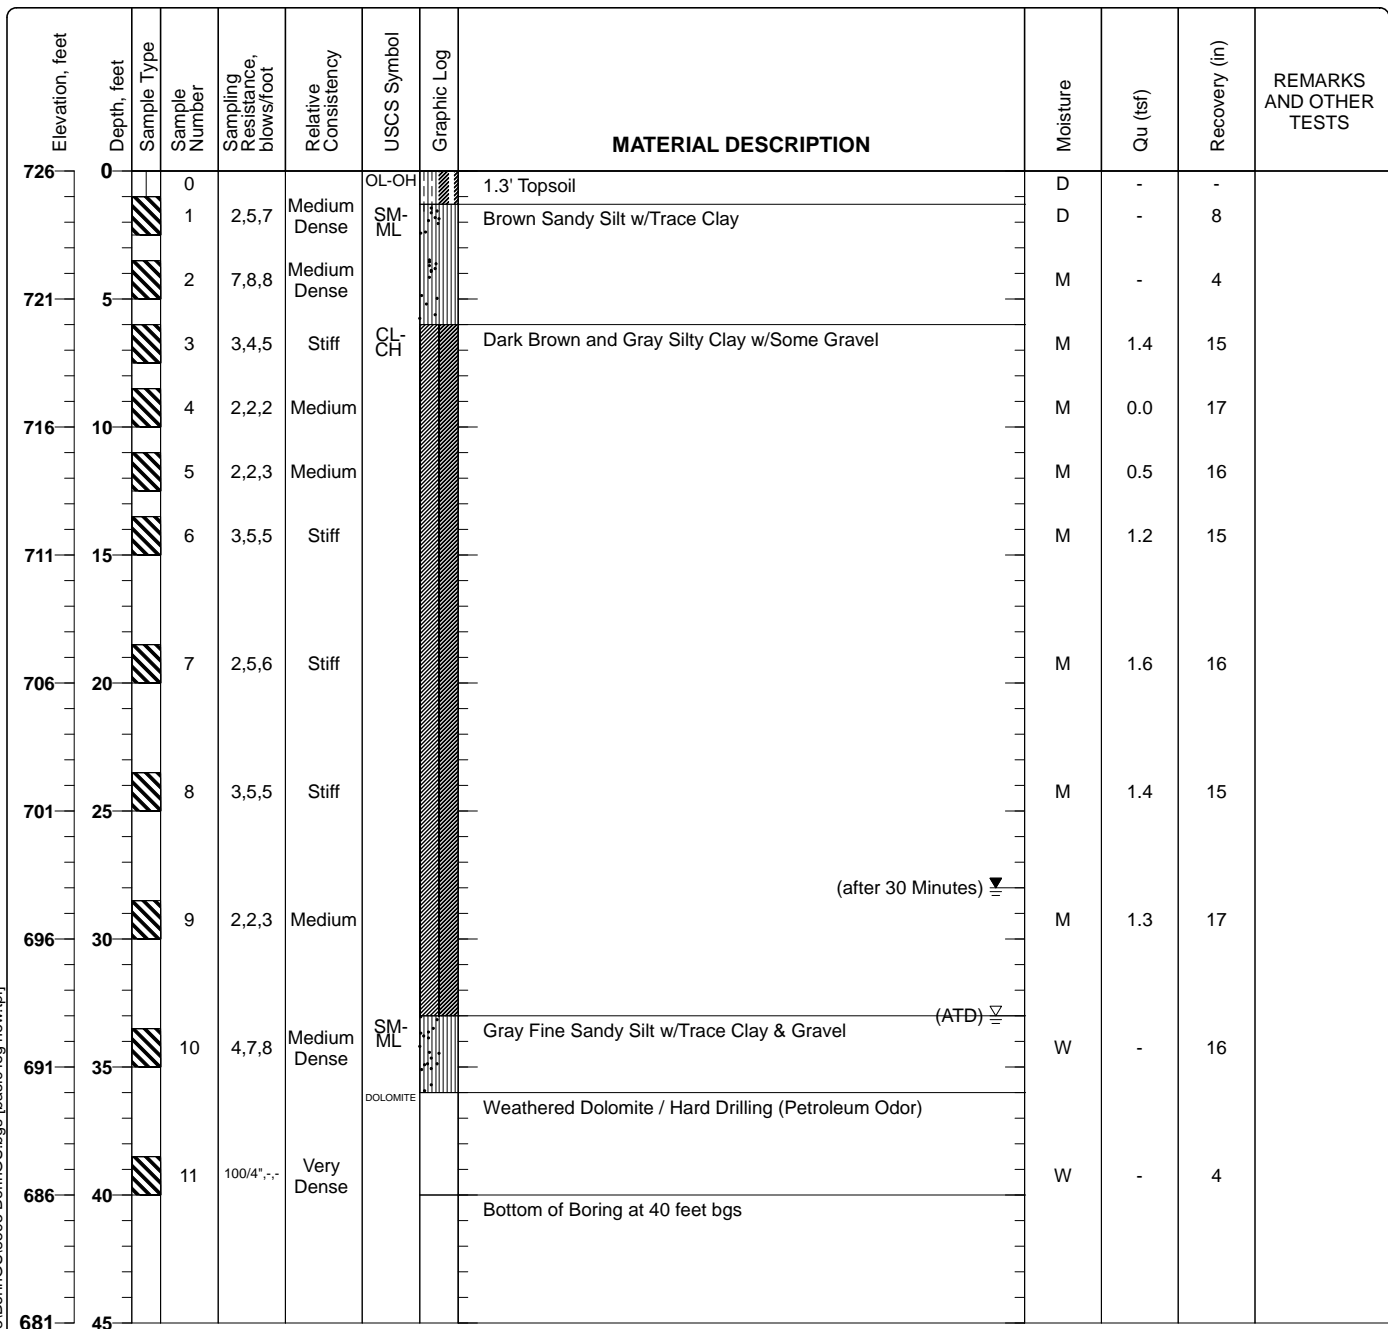 Elevation, feet
Depth, feet
Sample Type
Sample
Number
Sampling
Resistance,
blows/foot
Relative
Consistency
USCS Symbol
Graphic Log
MATERIAL DESCRIPTION
Moisture
Qu (tsf)
Recovery (in)
REMARKS
AND OTHER
TESTS
726 0
0 OL-OH 1.3' Topsoil D - -
1 2,5,7 Medium Dense SM-ML Brown Sandy Silt w/Trace Clay D - 8
2 7,8,8 Medium Dense M - 4
721 5
3 3,4,5 Stiff CL-CH Dark Brown and Gray Silty Clay w/Some Gravel M 1.4 15
4 2,2,2 Medium M 0.0 17
716 10
5 2,2,3 Medium M 0.5 16
6 3,5,5 Stiff M 1.2 15
711 15
7 2,5,6 Stiff M 1.6 16
706 20
8 3,5,5 Stiff M 1.4 15
701 25
(after 30 Minutes)
9 2,2,3 Medium M 1.3 17
696 30
(ATD)
10 4,7,8 Medium Dense SM-ML Gray Fine Sandy Silt w/Trace Clay & Gravel W - 16
691 35
DOLOMITE Weathered Dolomite / Hard Drilling (Petroleum Odor)
11 100/4",-,- Very Dense W - 4
686 40
Bottom of Boring at 40 feet bgs
681 45